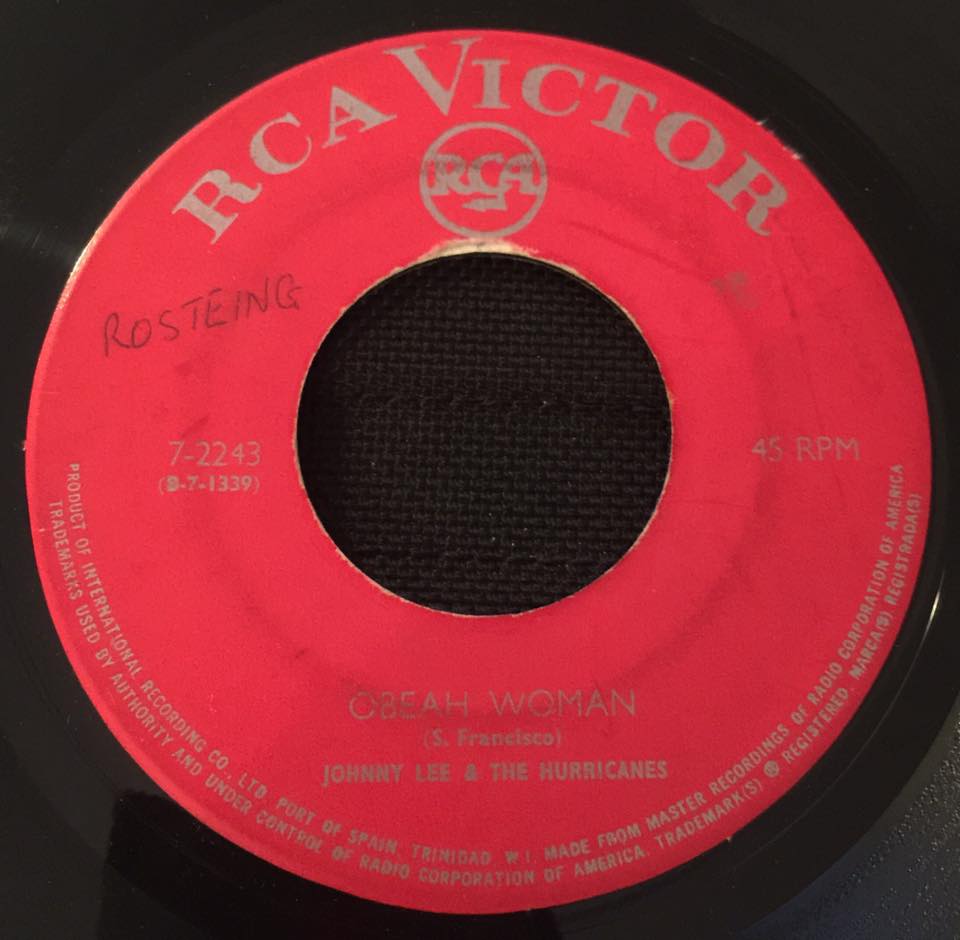 RCA VICTOR
RCA
ROSTEING
7-2243
(B-7-1339)
45 RPM
OBEAH WOMAN
(S. Francisco)
JOHNNY LEE & THE HURRICANES
PRODUCT OF INTERNATIONAL RECORDING CO., LTD. PORT OF SPAIN, TRINIDAD, W.I. MADE FROM MASTER RECORDINGS OF RADIO CORPORATION OF AMERICA
TRADEMARKS USED BY AUTHORITY AND UNDER CONTROL OF RADIO CORPORATION OF AMERICA. TRADEMARK(S) ® REGISTERED. MARCA(S) REGISTRADA(S)